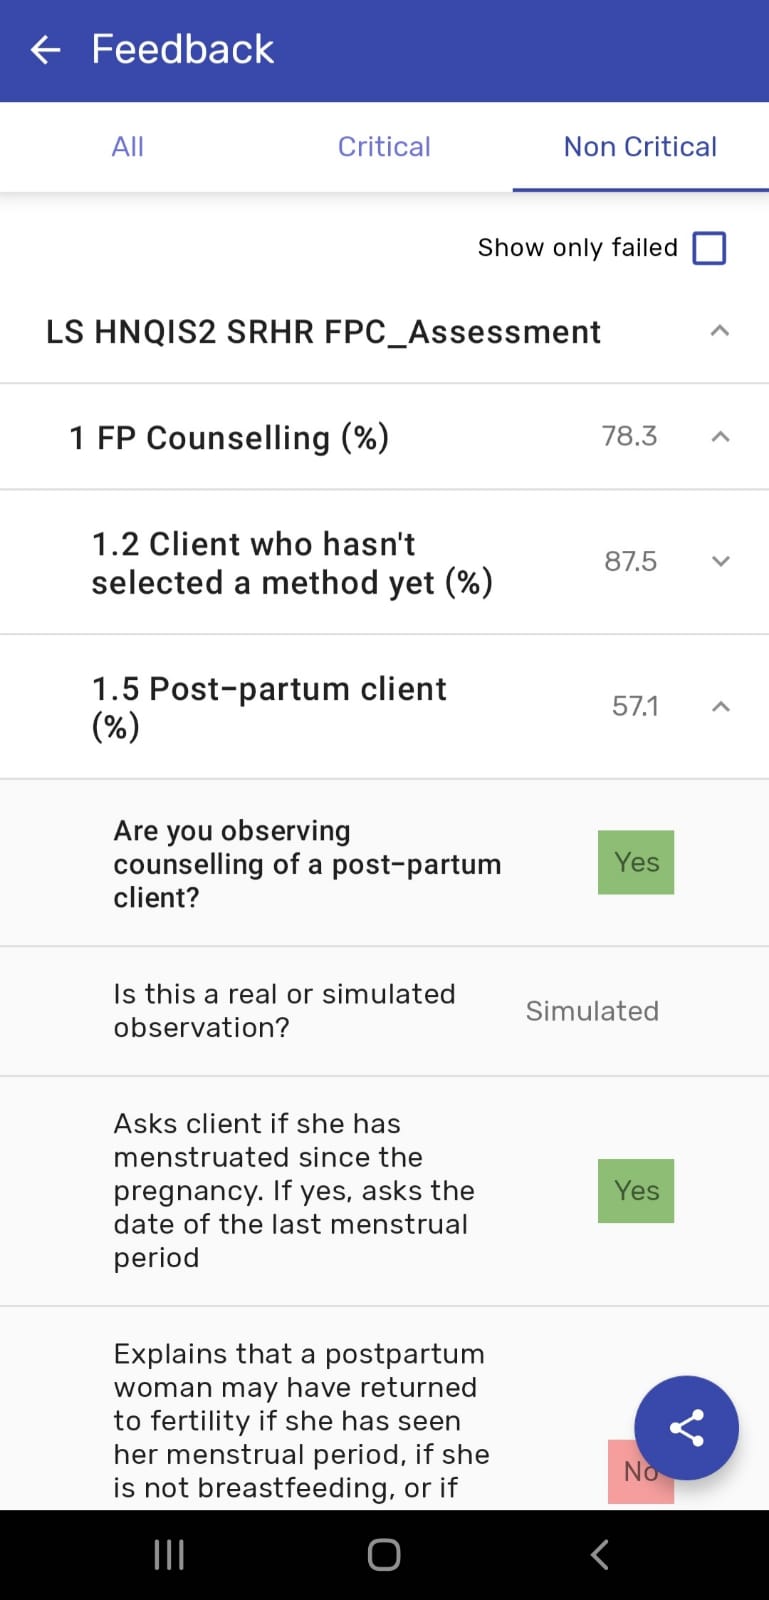 Feedback
All Critical Non Critical
Show only failed
LS HNQIS2 SRHR FPC_Assessment
1 FP Counselling (%) 78.3
1.2 Client who hasn't
selected a method yet (%) 87.5
1.5 Post-partum client
(%) 57.1
Are you observing
counselling of a post-partum
client? Yes
Is this a real or simulated
observation? Simulated
Asks client if she has
menstruated since the
pregnancy. If yes, asks the
date of the last menstrual
period Yes
Explains that a postpartum
woman may have returned
to fertility if she has seen
her menstrual period, if she
is not breastfeeding, or if No